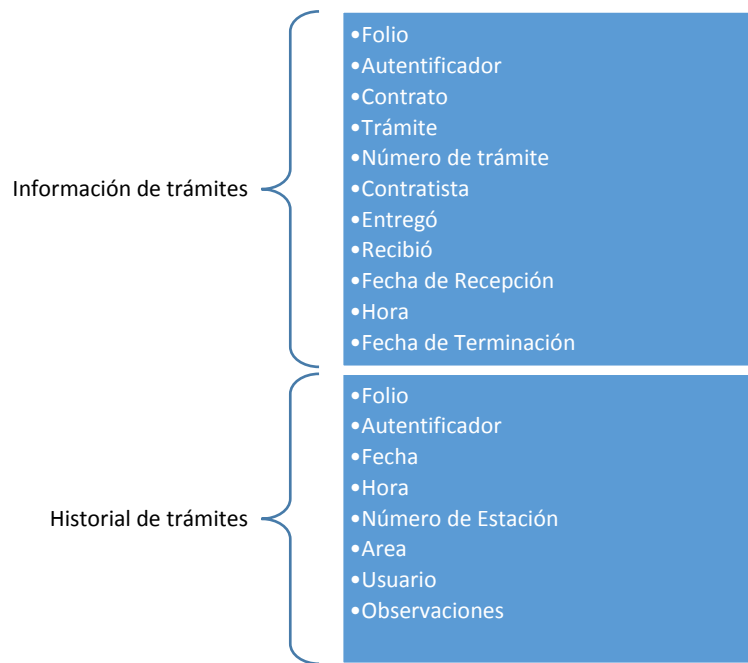 Información de trámites
•Folio
•Autentificador
•Contrato
•Trámite
•Número de trámite
•Contratista
•Entregó
•Recibió
•Fecha de Recepción
•Hora
•Fecha de Terminación
Historial de trámites
•Folio
•Autentificador
•Fecha
•Hora
•Número de Estación
•Area
•Usuario
•Observaciones